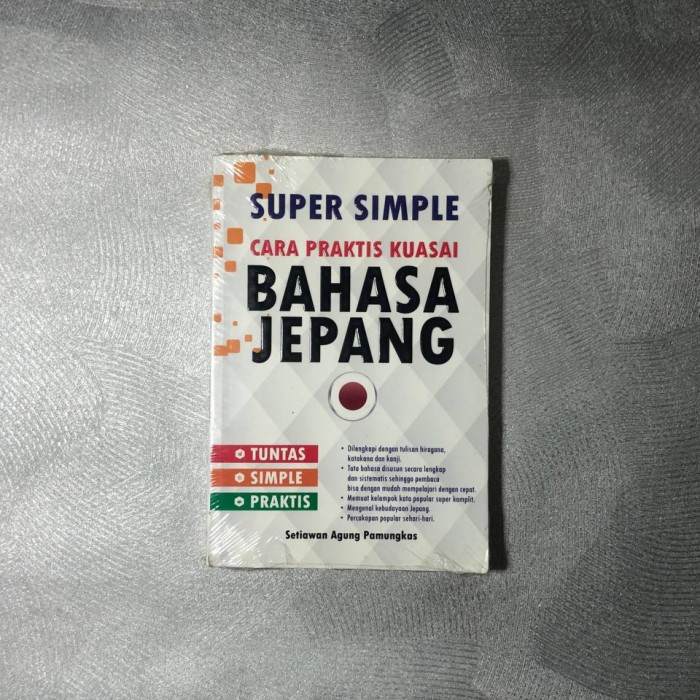 SUPER SIMPLE
CARA PRAKTIS KUASAI
BAHASA
JEPANG
TUNTAS
SIMPLE
PRAKTIS
• Dilengkapi dengan tulisan hiragana,
katakana dan kanji.
• Tata bahasa disusun secara lengkap
dan sistematis sehingga pembaca
bisa dengan mudah mempelajari dengan cepat.
• Memuat kelompok kata popular super komplit.
• Mengenal kebudayaan Jepang.
• Percakapan popular sehari-hari.
Setiawan Agung Pamungkas